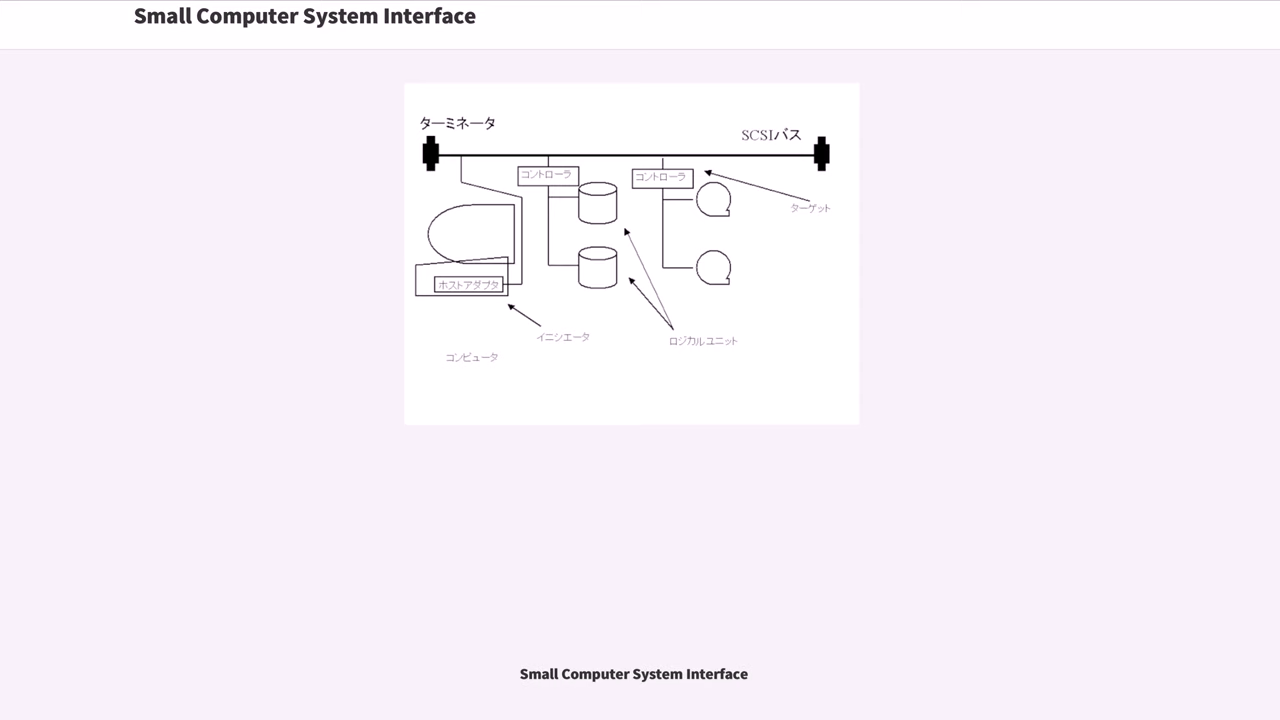 Small Computer System Interface
ターミネータ
SCSIバス
コントローラ
コントローラ
ターゲット
ホストアダプタ
イニシエータ
ロジカルユニット
コンピュータ
Small Computer System Interface